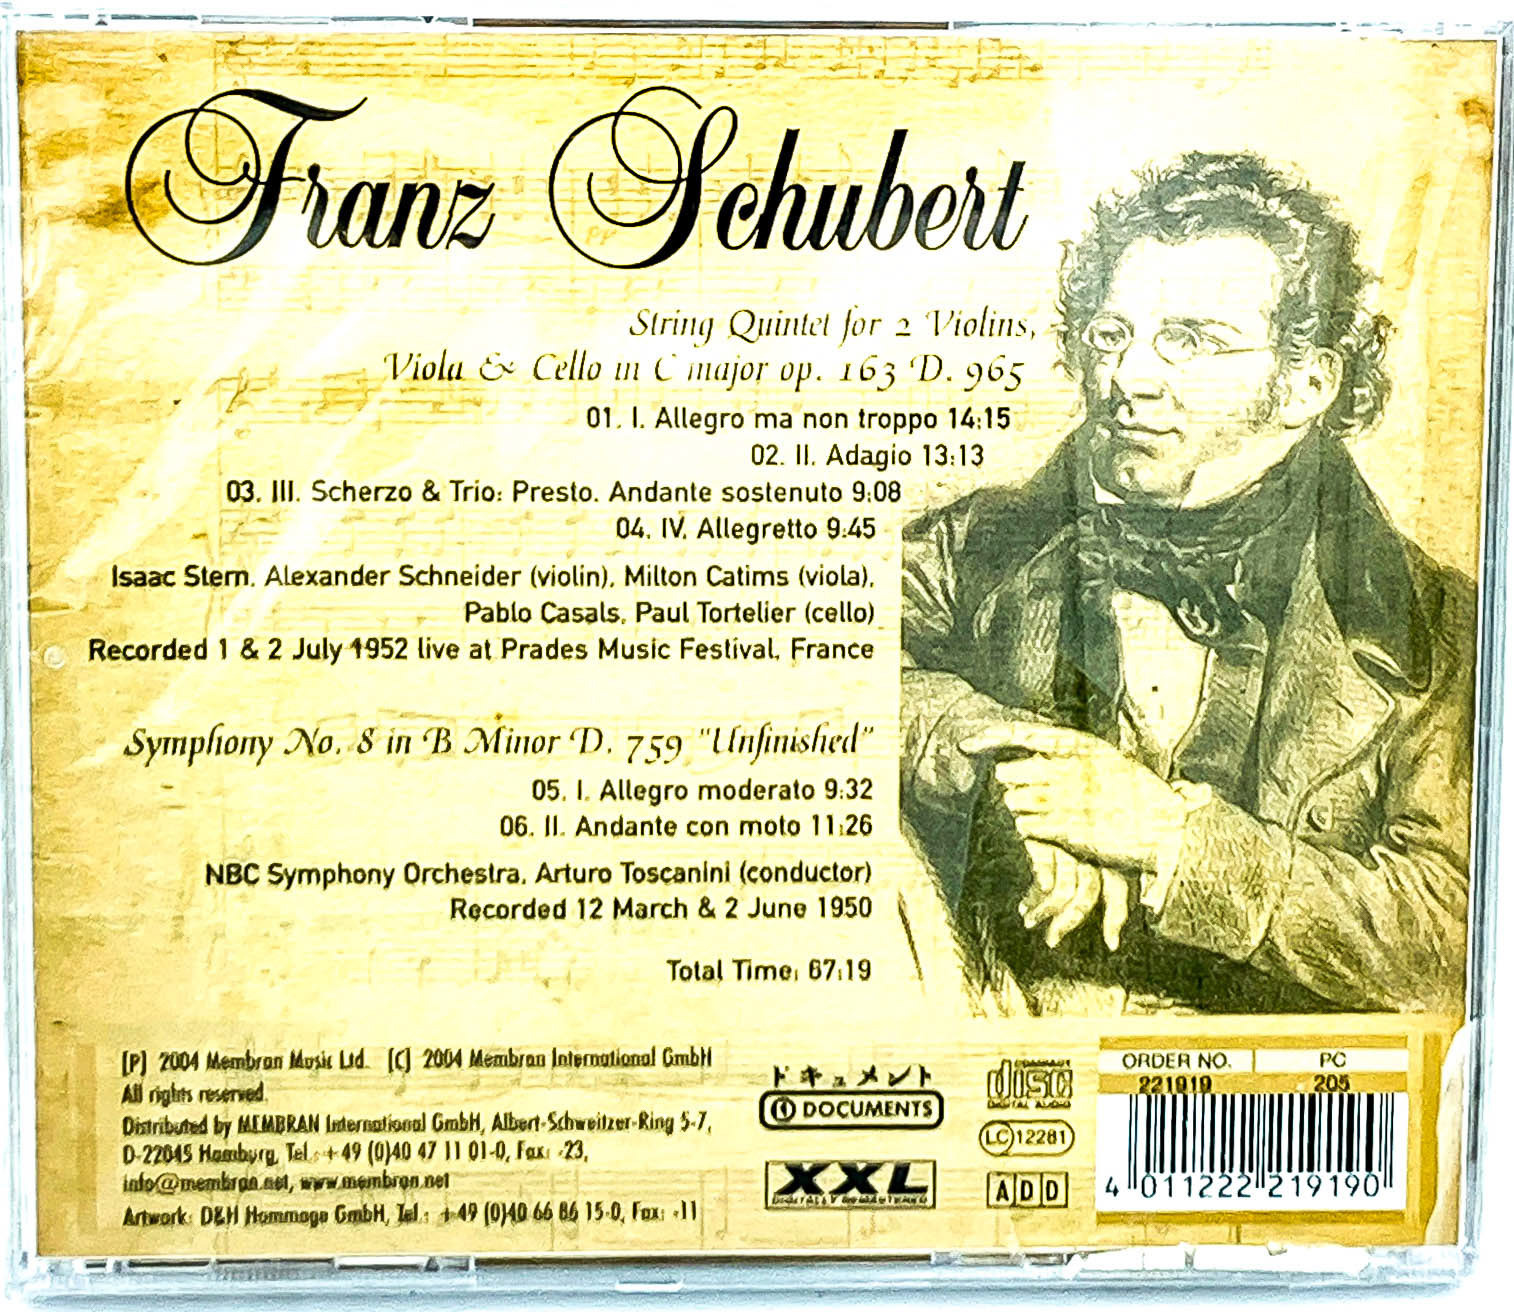 Franz Schubert
String Quintet for 2 Violins,
Viola & Cello in C major op. 163 D. 965
01. I. Allegro ma non troppo 14:15
02. II. Adagio 13:13
03. III. Scherzo & Trio: Presto. Andante sostenuto 9:08
04. IV. Allegretto 9:45
Isaac Stern, Alexander Schneider (violin), Milton Catims (viola),
Pablo Casals, Paul Tortelier (cello)
Recorded 1 & 2 July 1952 live at Prades Music Festival, France
Symphony No. 8 in B Minor D. 759 "Unfinished"
05. I. Allegro moderato 9:32
06. II. Andante con moto 11:26
NBC Symphony Orchestra, Arturo Toscanini (conductor)
Recorded 12 March & 2 June 1950
Total Time: 67:19
(P) 2004 Membran Music Ltd. (C) 2004 Membran International GmbH
All rights reserved.
Distributed by MEMBRAN International GmbH, Albert-Schweitzer-Ring 5-7,
D-22045 Hamburg, Tel.: +49 (0)40 47 11 01-0, Fax: -23,
info@membran.net, www.membran.net
Artwork: D&H Hommage GmbH, Tel.: +49 (0)40 66 86 15-0, Fax: -11
ドキュメント
DOCUMENTS
XXL
DIGITALLY REMASTERED
COMPACT
disc
DIGITAL AUDIO
LC 12281
ADD
ORDER NO. PC
221919 205
4 011222 219190